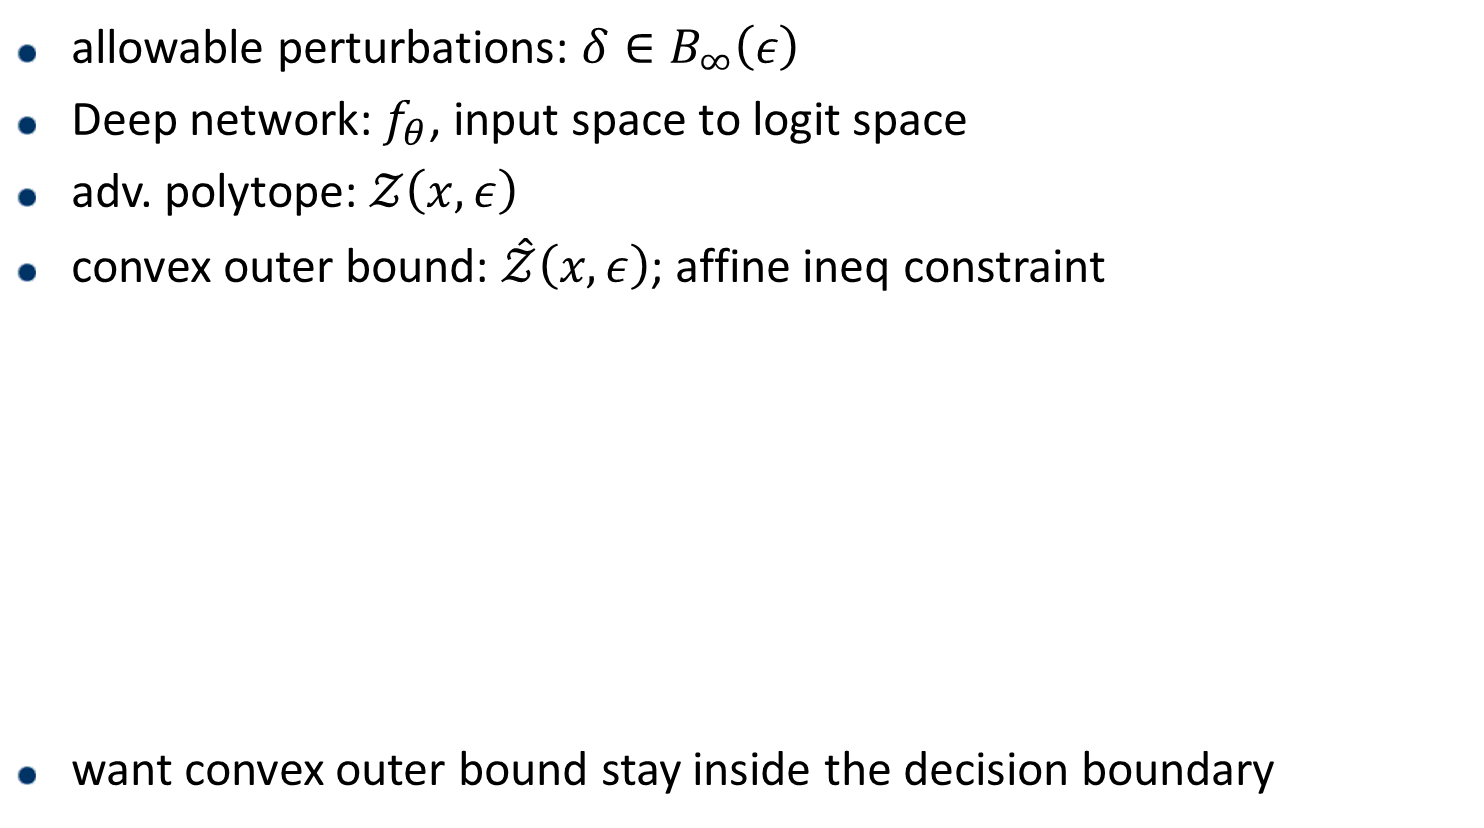 • allowable perturbations: 𝛿 ∈ 𝐵∞(𝜖)
• Deep network: 𝑓𝜃, input space to logit space
• adv. polytope: 𝒵(𝑥, 𝜖)
• convex outer bound: 𝒵̂(𝑥, 𝜖); affine ineq constraint
• want convex outer bound stay inside the decision boundary